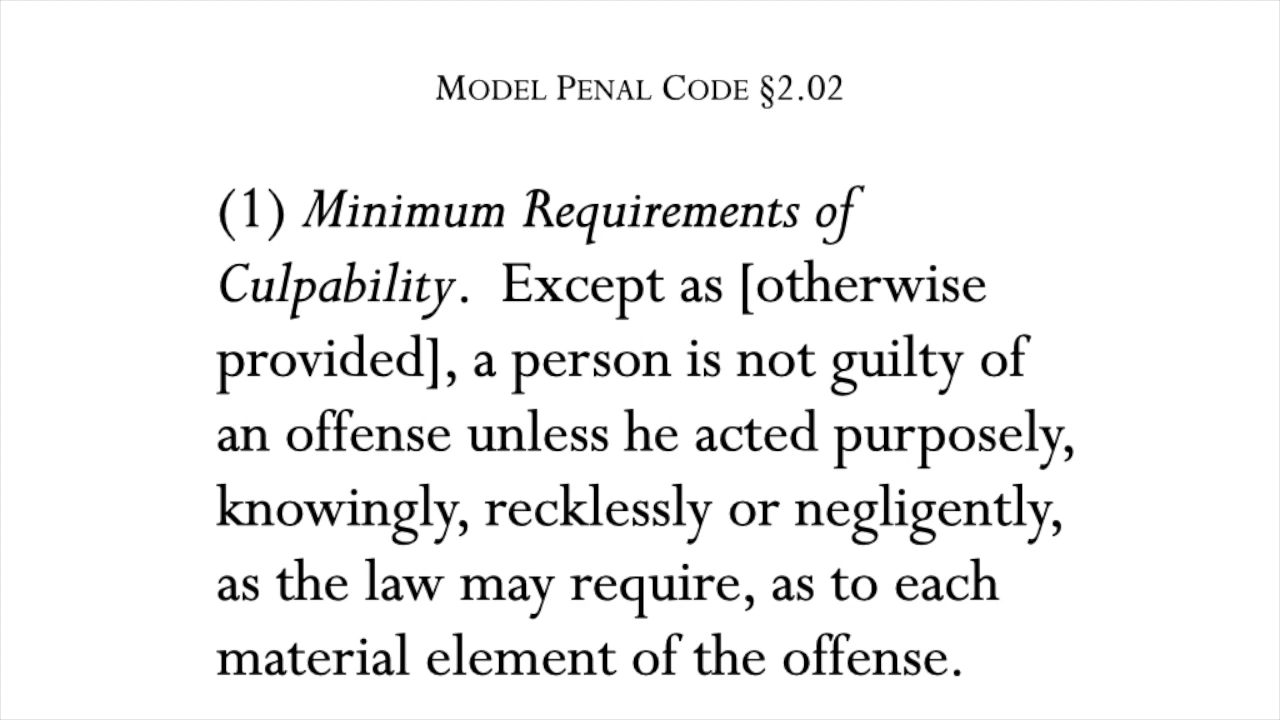 MODEL PENAL CODE §2.02
(1) Minimum Requirements of
Culpability. Except as [otherwise
provided], a person is not guilty of
an offense unless he acted purposely,
knowingly, recklessly or negligently,
as the law may require, as to each
material element of the offense.